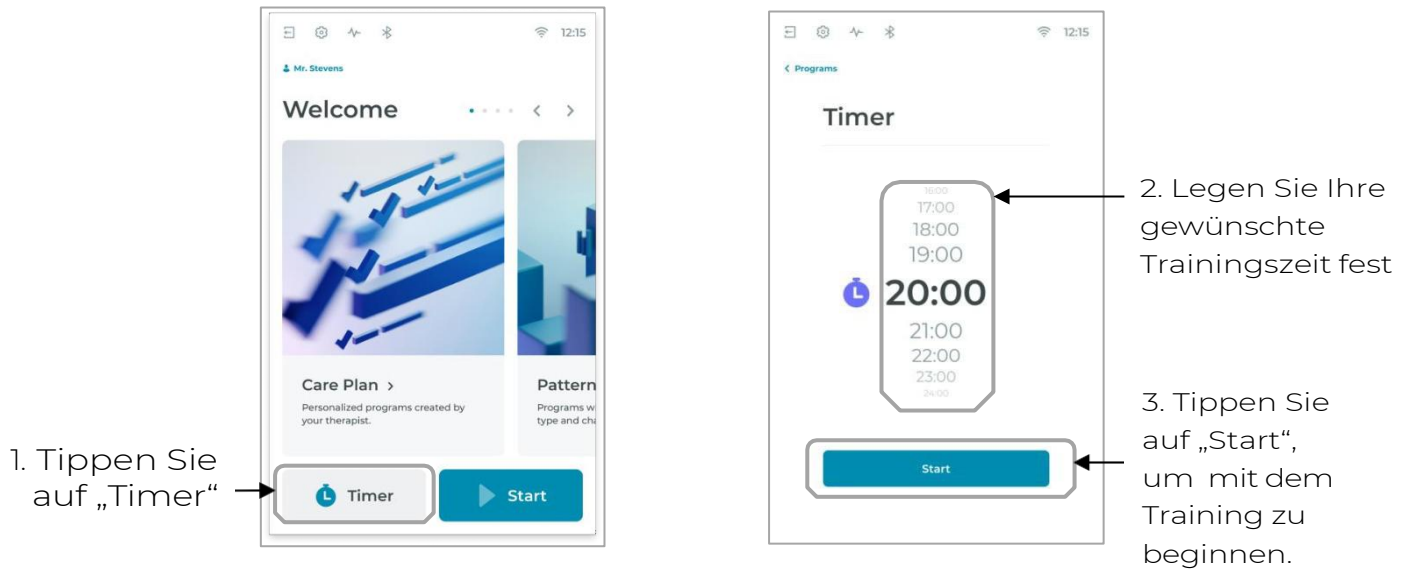 12:15
Mr. Stevens
Welcome
Care Plan >
Personalized programs created by
your therapist.
Pattern
Programs w
type and cha
1. Tippen Sie
auf „Timer“
Timer
Start
12:15
< Programs
Timer
16:00
17:00
18:00
19:00
20:00
21:00
22:00
23:00
24:00
Start
2. Legen Sie Ihre
gewünschte
Trainingszeit fest
3. Tippen Sie
auf „Start“,
um mit dem
Training zu
beginnen.